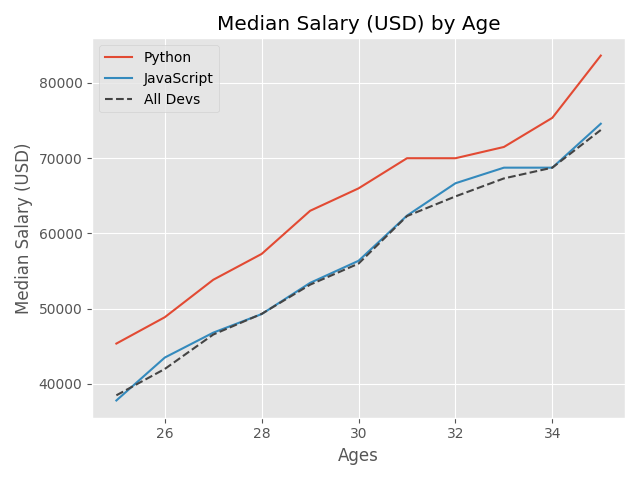 Median Salary (USD) by Age
Python
JavaScript
All Devs
80000
70000
60000
50000
40000
Median Salary (USD)
26 28 30 32 34
Ages